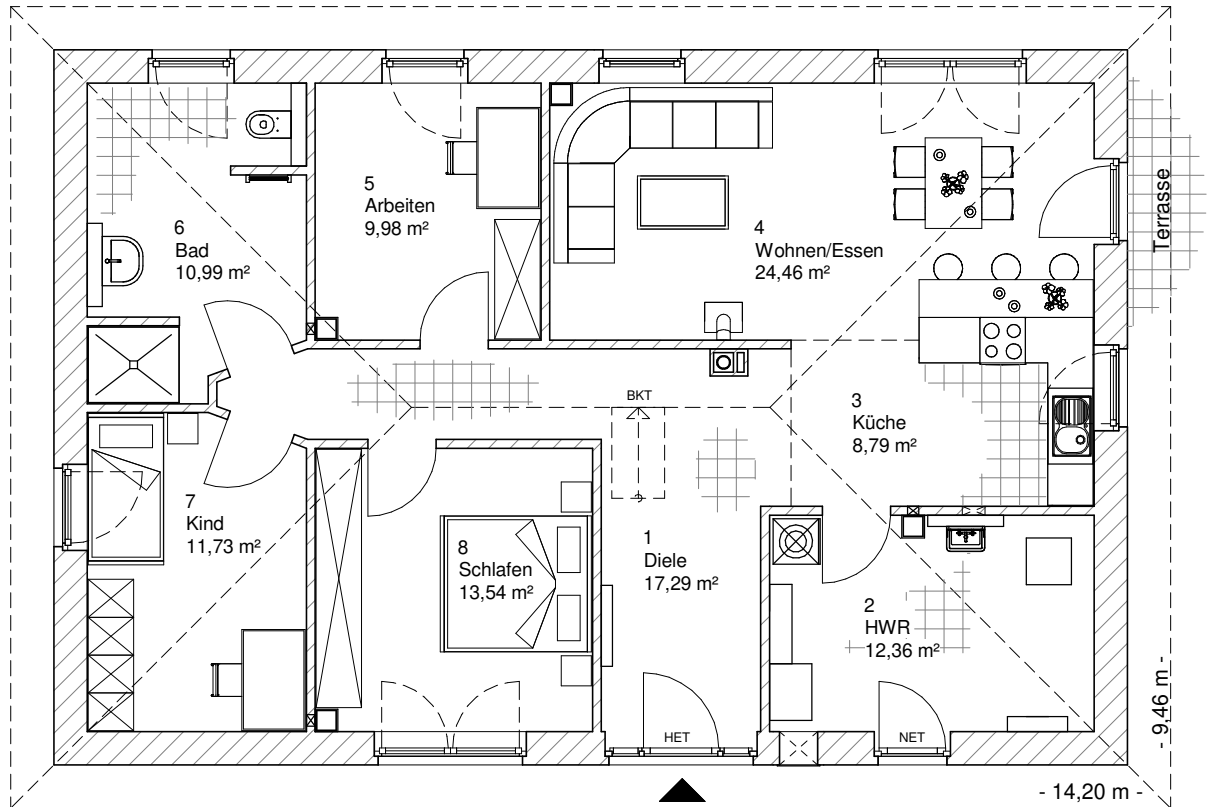 5
Arbeiten
9,98 m²
6
Bad
10,99 m²
4
Wohnen/Essen
24,46 m²
Terrasse
BKT
3
Küche
8,79 m²
7
Kind
11,73 m²
8
Schlafen
13,54 m²
1
Diele
17,29 m²
2
HWR
12,36 m²
HET
NET
- 9,46 m -
- 14,20 m -